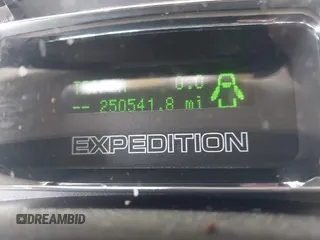 0.0
-- 250541.8 mi
EXPEDITION
DREAMBID